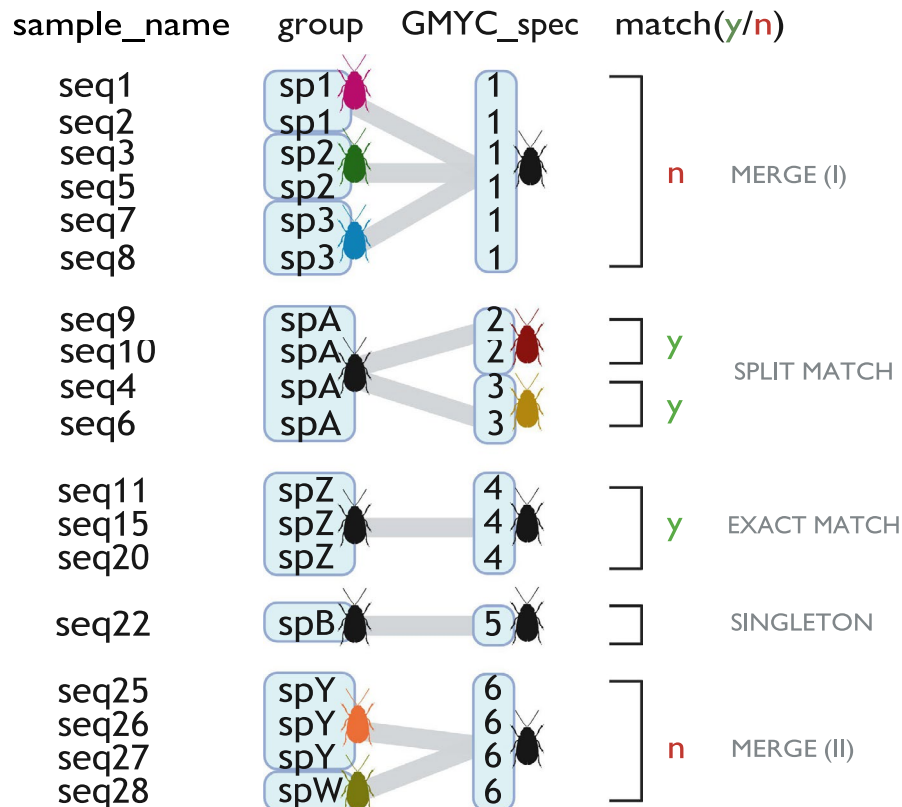 sample_name group GMYC_spec match(y/n)
seq1 sp1 1
seq2 sp1 1
seq3 sp2 1
seq5 sp2 1
n MERGE (I)
seq7 sp3 1
seq8 sp3 1
seq9 spA 2
seq10 spA 2
y
SPLIT MATCH
seq4 spA 3
y
seq6 spA 3
seq11 spZ 4
seq15 spZ 4 y EXACT MATCH
seq20 spZ 4
seq22 spB 5 SINGLETON
seq25 spY 6
seq26 spY 6
n MERGE (II)
seq27 spY 6
seq28 spW 6